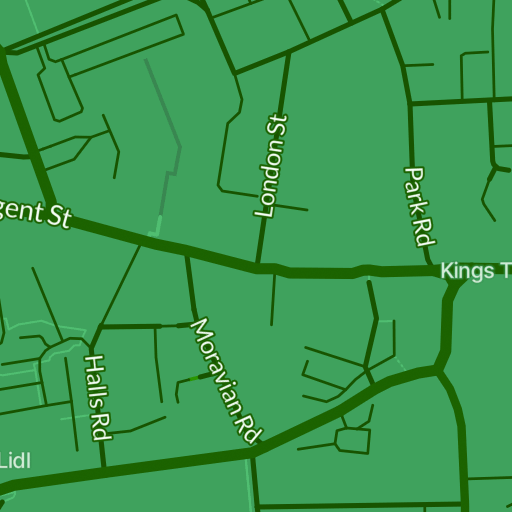 London St
Park Rd
gent St
Kings T
Moravian Rd
Halls Rd
Lidl